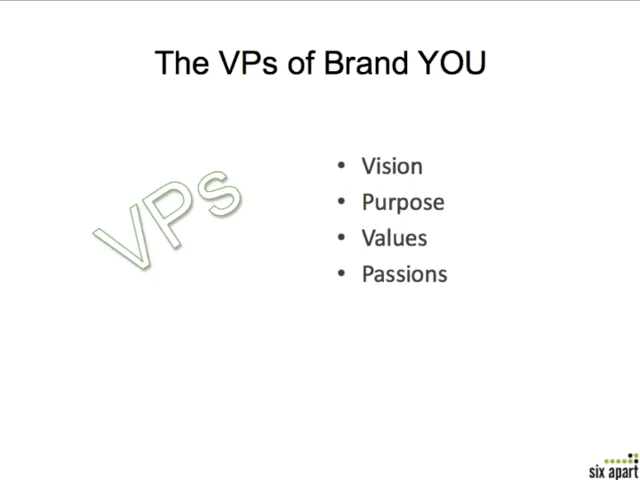 The VPs of Brand YOU
VPs
• Vision
• Purpose
• Values
• Passions
six apart